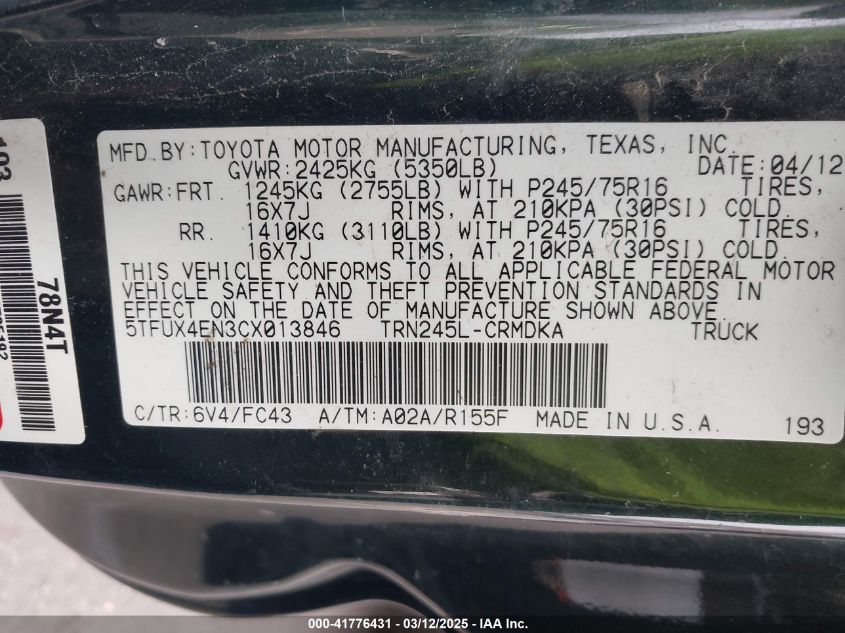 MFD.BY:TOYOTA MOTOR MANUFACTURING, TEXAS, INC.
GVWR:2425KG (5350LB) DATE:04/12
GAWR:FRT. 1245KG (2755LB) WITH P245/75R16 TIRES,
16X7J RIMS, AT 210KPA (30PSI) COLD.
RR. 1410KG (3110LB) WITH P245/75R16 TIRES,
16X7J RIMS, AT 210KPA (30PSI) COLD.
THIS VEHICLE CONFORMS TO ALL APPLICABLE FEDERAL MOTOR
VEHICLE SAFETY AND THEFT PREVENTION STANDARDS IN
EFFECT ON THE DATE OF MANUFACTURE SHOWN ABOVE.
5TFUX4EN3CX013846 TRN245L-CRMDKA TRUCK
C/TR:6V4/FC43 A/TM:A02A/R155F MADE IN U.S.A. 193
78N4T
000-41776431 - 03/12/2025 - IAA Inc.